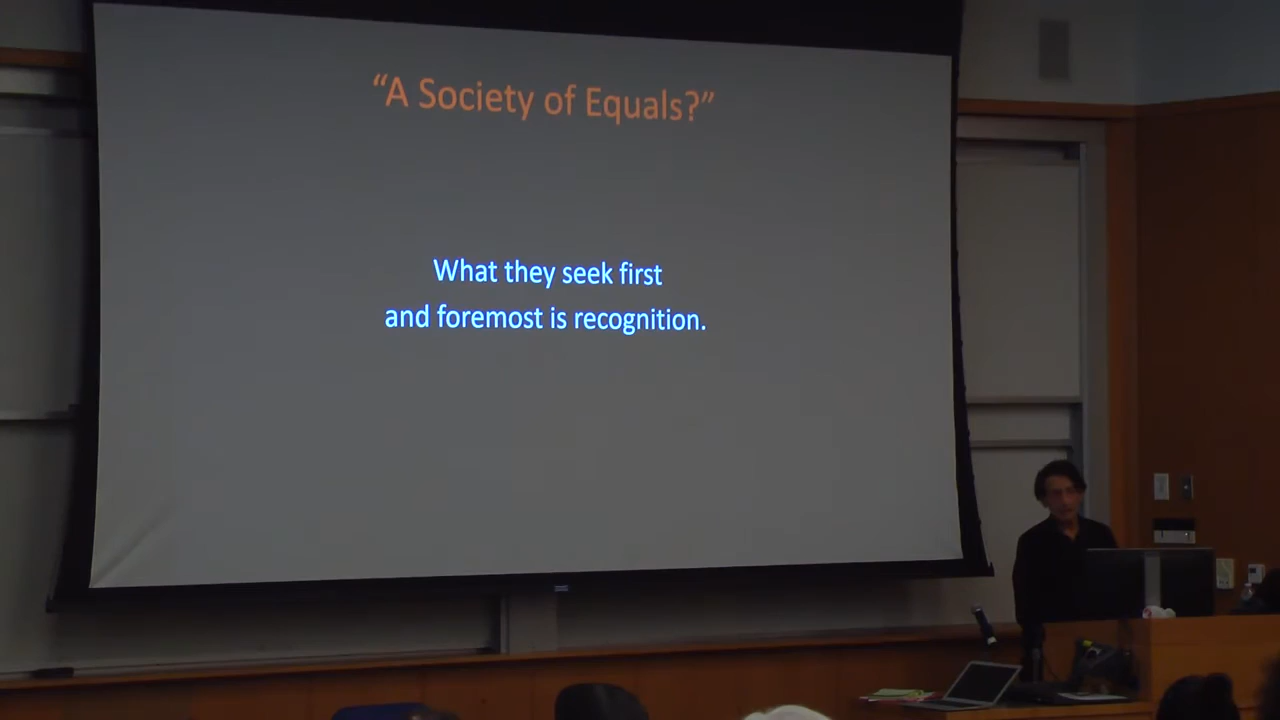 “A Society of Equals?”
What they seek first
and foremost is recognition.